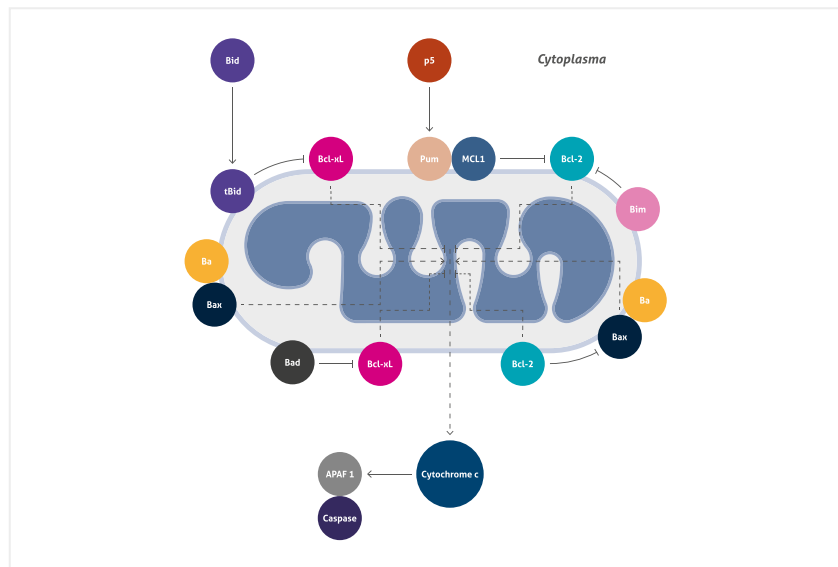 Bid
p5
Cytoplasma
Bcl-xL
Pum
MCL1
Bcl-2
tBid
Bim
Ba
Bax
Ba
Bax
Bad
Bcl-xL
Bcl-2
APAF 1
Cytochrome c
Caspase